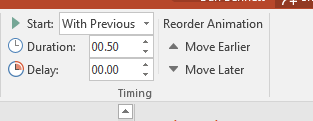 Start: With Previous Reorder Animation
Duration: 00.50 Move Earlier
Delay: 00.00 Move Later
Timing